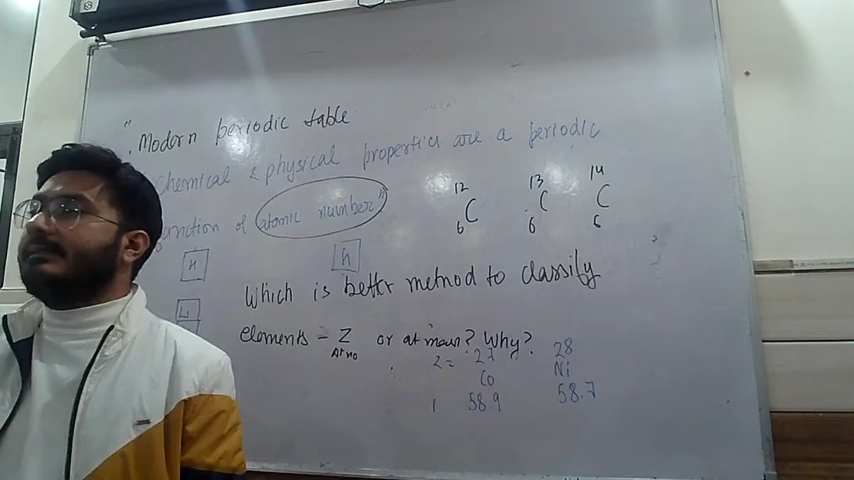 "Modern periodic table
chemical & physical properties are a periodic
function of atomic number"
12 13 14
C C C
6 6 6
H h
Li
Which is better method to classify
elements - Z or at mass? Why?
At no
Z = 27 28
Co Ni
1 58.9 58.7